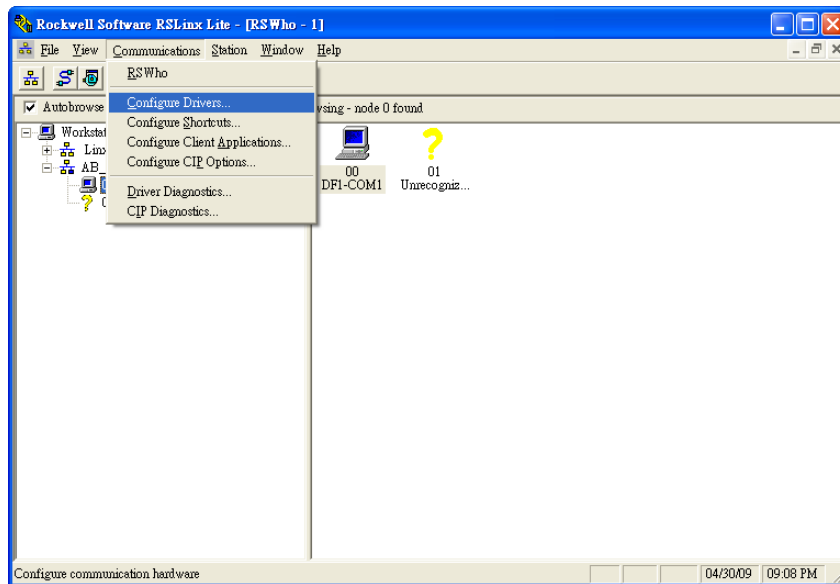 Rockwell Software RSLinx Lite - [RSWho - 1]
File View Communications Station Window Help
RSWho
Autobrowse
Configure Drivers...
wsing - node 0 found
Configure Shortcuts...
Configure Client Applications...
Configure CIP Options...
Driver Diagnostics...
CIP Diagnostics...
Workstat
Linx
AB_
00
DF1-COM1
01
Unrecogniz...
Configure communication hardware
04/30/09 09:08 PM